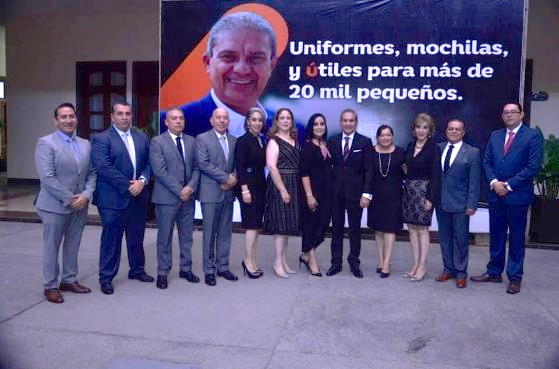 Uniformes, mochilas,
y útiles para más de
20 mil pequeños.